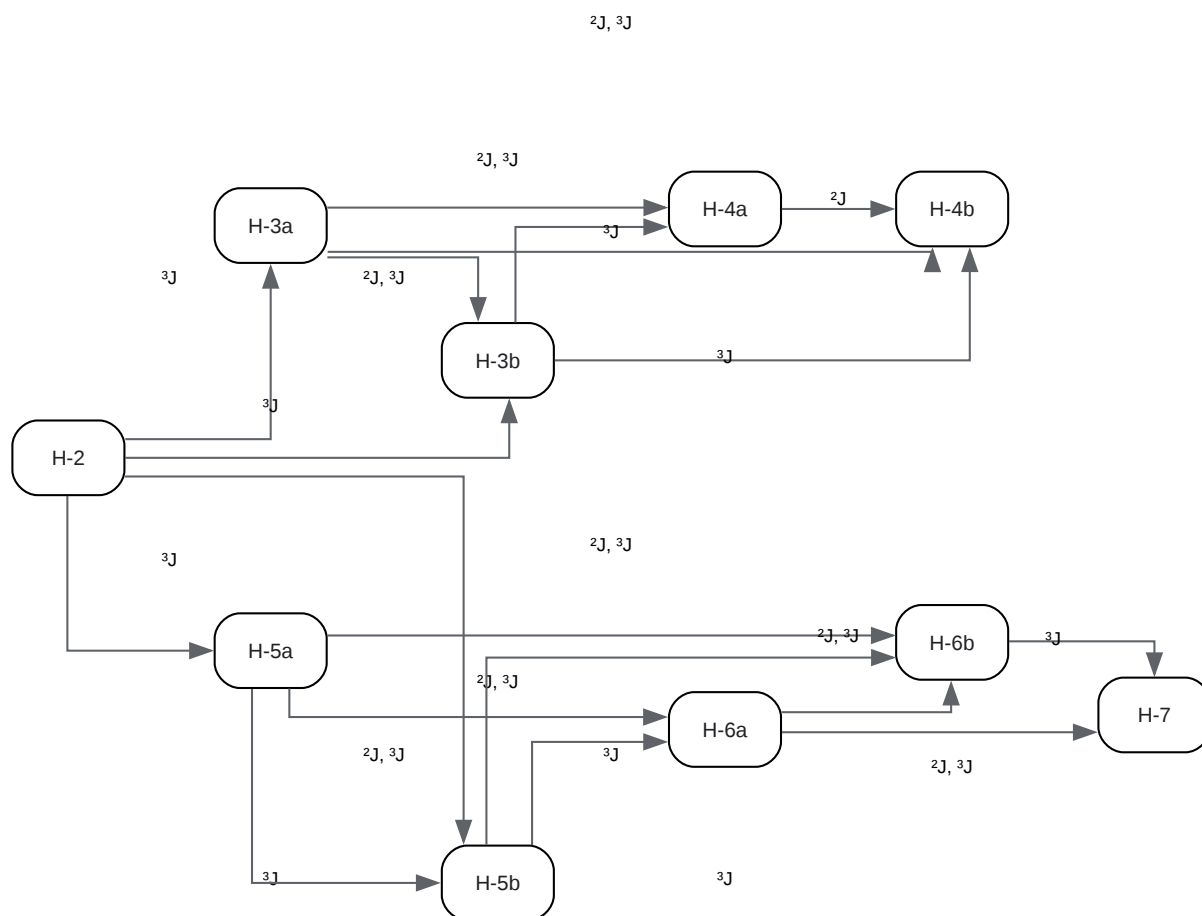 ²J, ³J
²J, ³J
H-3a
H-4a
²J
H-4b
³J
³J
²J, ³J
H-3b
³J
³J
H-2
²J, ³J
³J
H-5a
²J, ³J
H-6b
³J
²J, ³J
H-6a
H-7
²J, ³J
³J
²J, ³J
³J
H-5b
³J